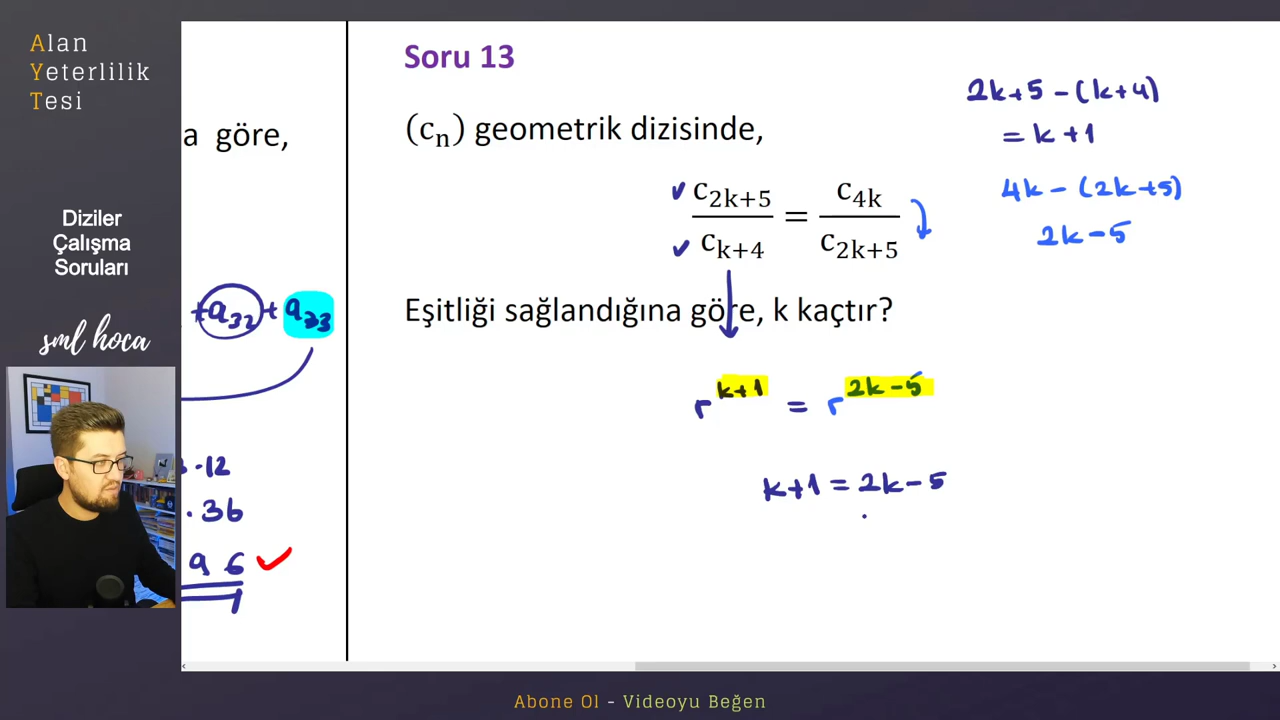 Alan
Yeterlilik
Tesi
Diziler
Çalışma
Soruları
sml hoca
a göre,
+a₃₂ + a₃₃
· 12
· 36
9 6
Soru 13
(cₙ) geometrik dizisinde,
c2k+5 / ck+4 = c4k / c2k+5
Eşitliği sağlandığına göre, k kaçtır?
r^(k+1) = r^(2k-5)
k+1 = 2k-5
2k+5 -(k+4)
= k+1
4k - (2k+5)
2k-5
Abone Ol - Videoyu Beğen